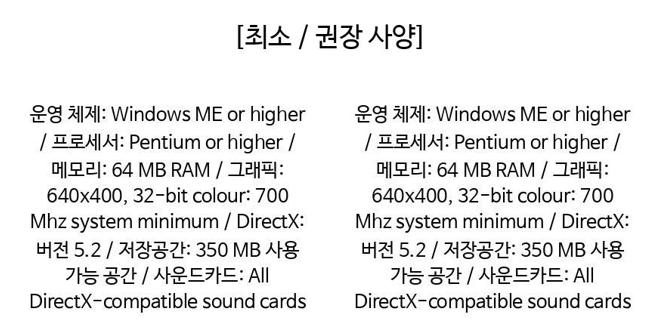 [최소 / 권장 사양]
운영 체제: Windows ME or higher
/ 프로세서: Pentium or higher /
메모리: 64 MB RAM / 그래픽:
640x400, 32-bit colour: 700
Mhz system minimum / DirectX:
버전 5.2 / 저장공간: 350 MB 사용
가능 공간 / 사운드카드: All
DirectX-compatible sound cards
운영 체제: Windows ME or higher
/ 프로세서: Pentium or higher /
메모리: 64 MB RAM / 그래픽:
640x400, 32-bit colour: 700
Mhz system minimum / DirectX:
버전 5.2 / 저장공간: 350 MB 사용
가능 공간 / 사운드카드: All
DirectX-compatible sound cards